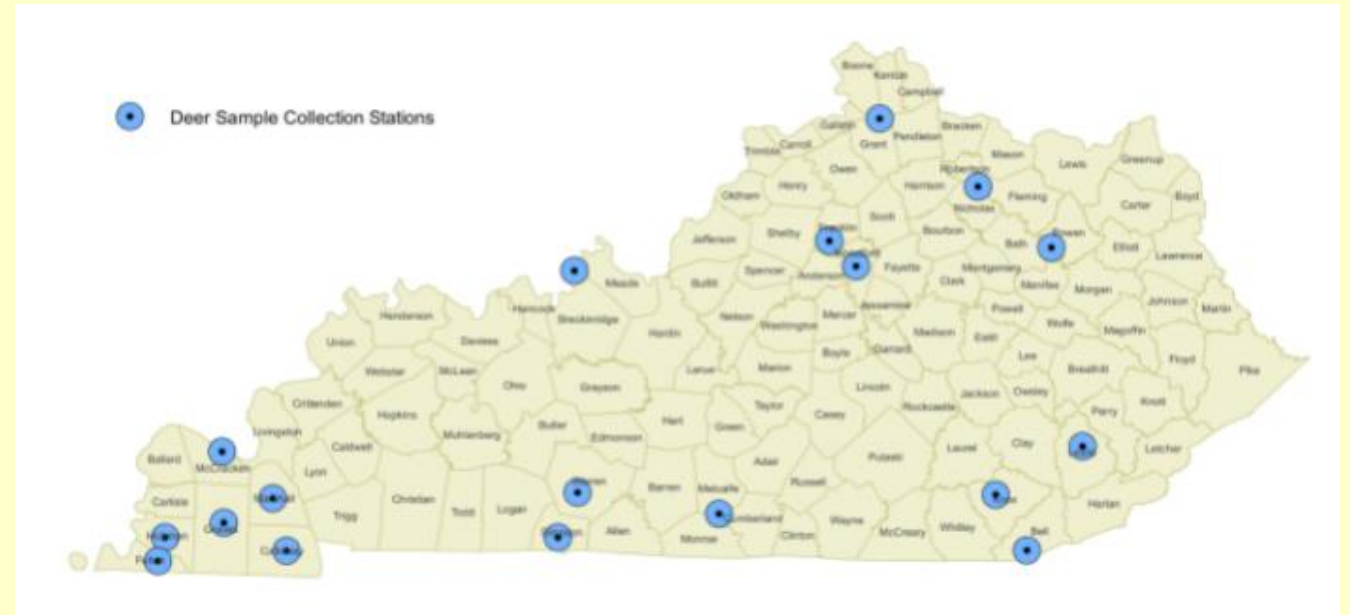 Deer Sample Collection Stations
Boone
Kenton
Campbell
Gallatin
Grant
Pendleton
Bracken
Trimble
Carroll
Owen
Robertson
Mason
Lewis
Greenup
Oldham
Henry
Harrison
Nicholas
Fleming
Carter
Boyd
Jefferson
Shelby
Scott
Bourbon
Bath
Rowen
Elliott
Lawrence
Meade
Bullitt
Spencer
Anderson
Fayette
Clark
Montgomery
Menifee
Morgan
Johnson
Martin
Henderson
Hancock
Breckinridge
Hardin
Nelson
Washington
Mercer
Jessamine
Madison
Powell
Estill
Wolfe
Magoffin
Union
Daviess
Webster
McLean
Ohio
Grayson
Larue
Marion
Boyle
Garrard
Lee
Breathitt
Floyd
Pike
Crittenden
Hopkins
Muhlenberg
Butler
Edmonson
Hart
Green
Taylor
Casey
Lincoln
Rockcastle
Jackson
Owsley
Perry
Knott
Livingston
Caldwell
Lyon
Ballard
McCracken
Carlisle
Trigg
Christian
Todd
Logan
Allen
Barren
Metcalfe
Monroe
Adair
Russell
Cumberland
Clinton
Wayne
Pulaski
McCreary
Laurel
Whitley
Clay
Bell
Harlan
Letcher